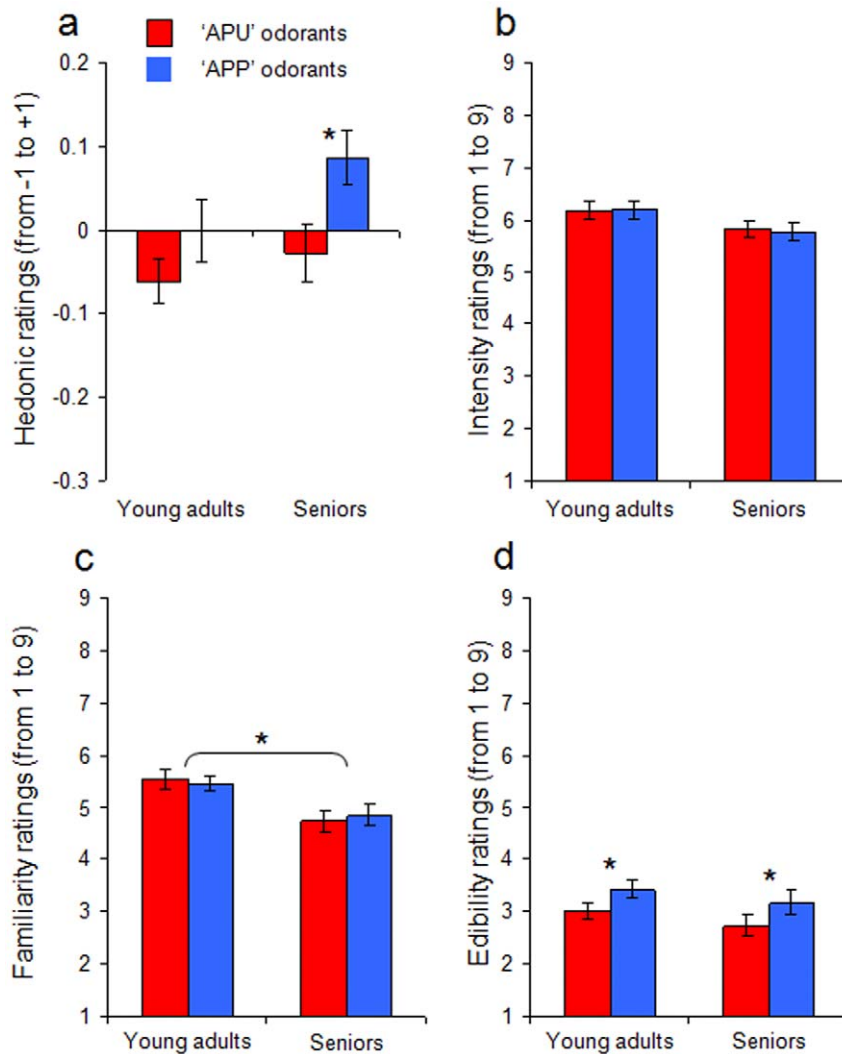 a
'APU' odorants
'APP' odorants
Hedonic ratings (from -1 to +1)
0.2
0.1
0
-0.1
-0.2
-0.3
*
Young adults
Seniors
b
Intensity ratings (from 1 to 9)
9
8
7
6
5
4
3
2
1
Young adults
Seniors
c
Familiarity ratings (from 1 to 9)
9
8
7
6
5
4
3
2
1
*
Young adults
Seniors
d
Edibility ratings (from 1 to 9)
9
8
7
6
5
4
3
2
1
*
*
Young adults
Seniors